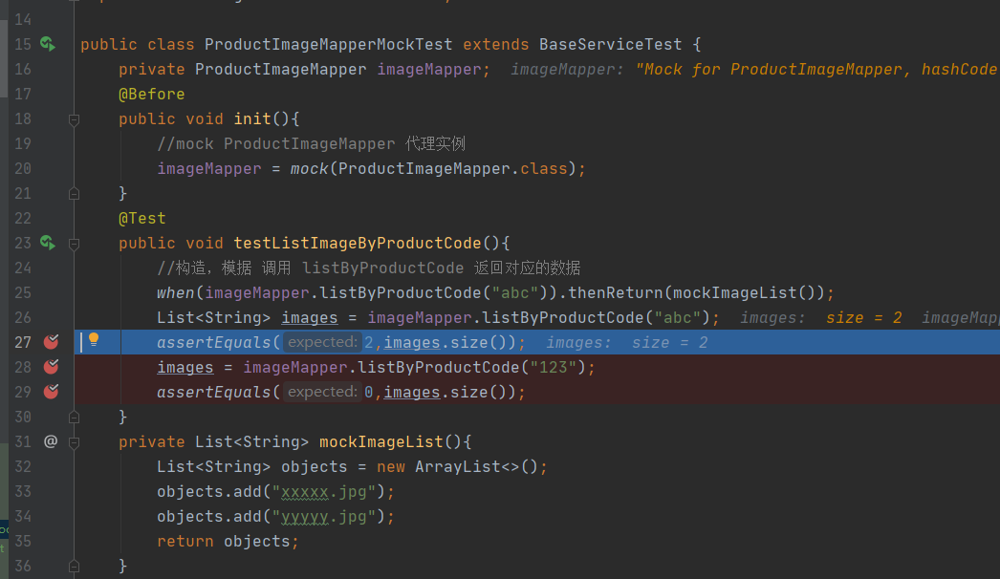 14
15 public class ProductImageMapperMockTest extends BaseServiceTest {
16 private ProductImageMapper imageMapper; imageMapper: "Mock for ProductImageMapper, hashCode
17 @Before
18 public void init(){
19 //mock ProductImageMapper 代理实例
20 imageMapper = mock(ProductImageMapper.class);
21 }
22 @Test
23 public void testListImageByProductCode(){
24 //构造，模据 调用 listByProductCode 返回对应的数据
25 when(imageMapper.listByProductCode("abc")).thenReturn(mockImageList());
26 List<String> images = imageMapper.listByProductCode("abc"); images: size = 2 imageMapp
27 assertEquals( expected: 2,images.size()); images: size = 2
28 images = imageMapper.listByProductCode("123");
29 assertEquals( expected: 0,images.size());
30 }
31 @ private List<String> mockImageList(){
32 List<String> objects = new ArrayList<>();
33 objects.add("xxxxx.jpg");
34 objects.add("yyyyy.jpg");
35 return objects;
36 }